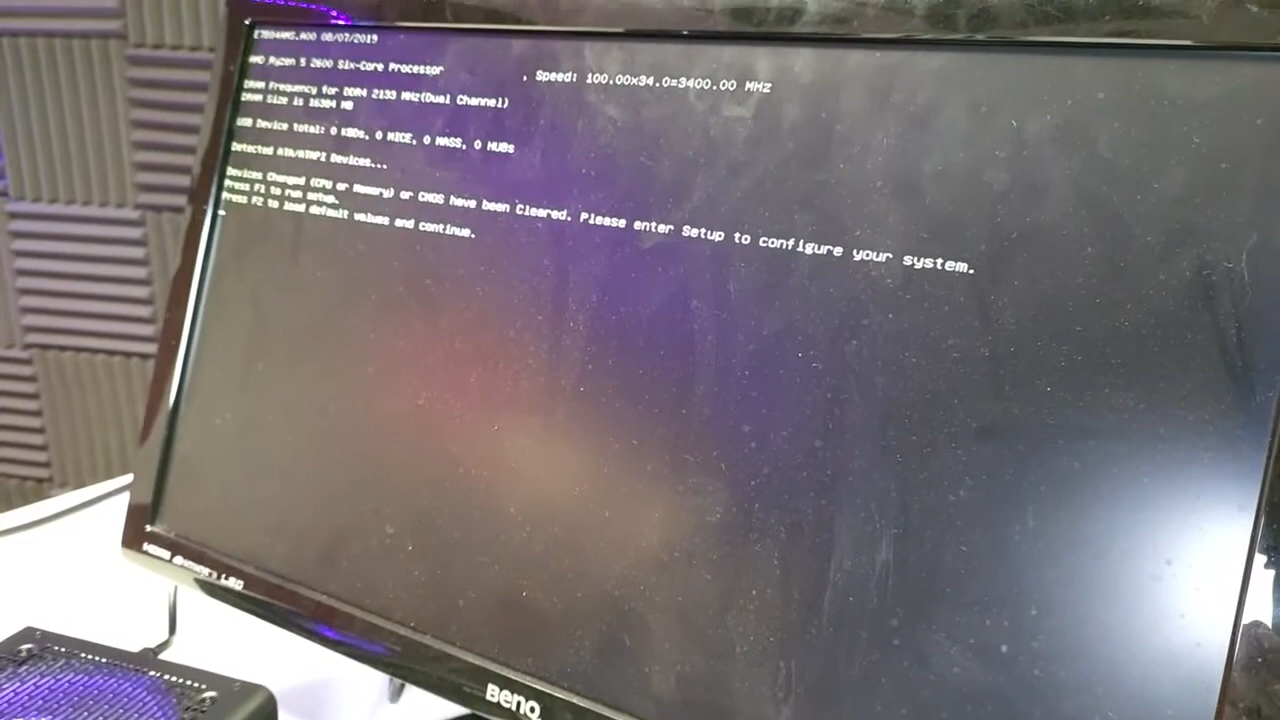 E7B84AMS.A00 08/07/2019
AMD Ryzen 5 2600 Six-Core Processor , Speed: 100.00x34.0=3400.00 MHz
DRAM Frequency for DDR4 2133 MHz(Dual Channel)
DRAM Size is 16384 MB
USB Device total: 0 KBDs, 0 MICE, 0 MASS, 0 HUBs
Detected ATA/ATAPI Devices...
Devices Changed (CPU or Memory) or CMOS have been Cleared. Please enter Setup to configure your system.
Press F1 to run setup.
Press F2 to load default values and continue.
LED
BenQ